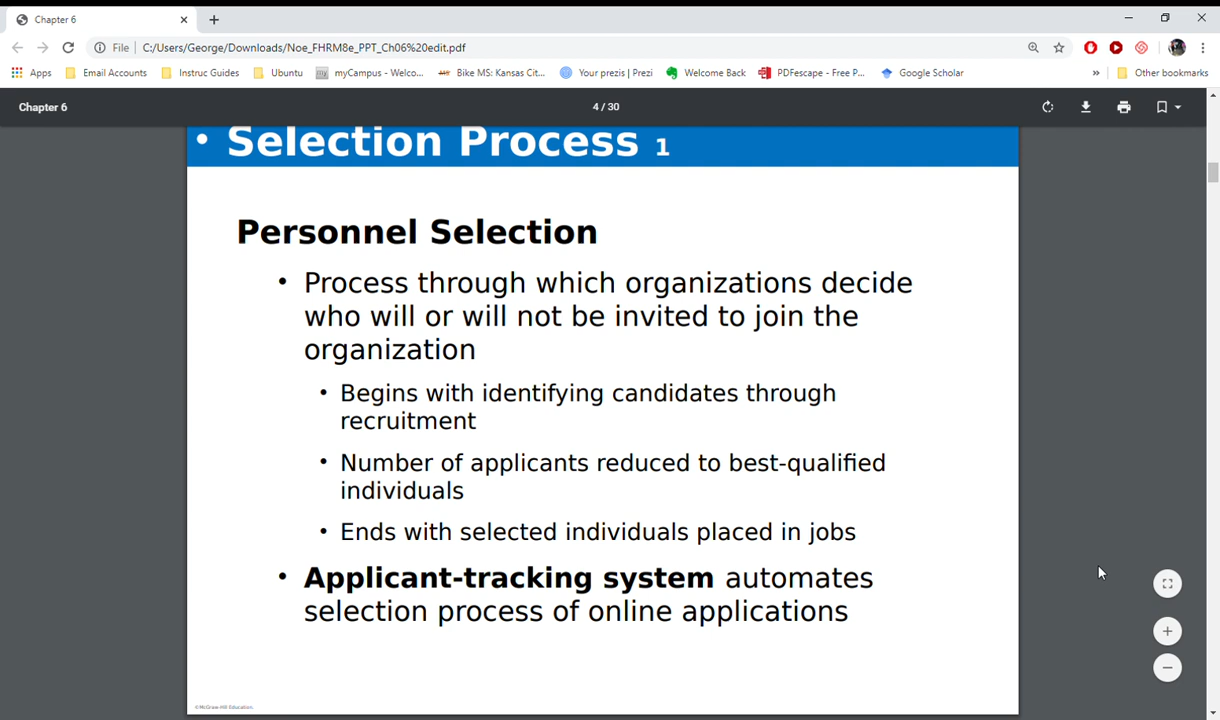 Chapter 6
File C:/Users/George/Downloads/Noe_FHRM8e_PPT_Ch06%20edit.pdf
Apps Email Accounts Instruc Guides Ubuntu myCampus - Welco... Bike MS: Kansas Cit... Your prezis | Prezi Welcome Back PDFescape - Free P... Google Scholar » Other bookmarks
Chapter 6 4 / 30
• Selection Process 1
Personnel Selection
• Process through which organizations decide
who will or will not be invited to join the
organization
• Begins with identifying candidates through
recruitment
• Number of applicants reduced to best-qualified
individuals
• Ends with selected individuals placed in jobs
• Applicant-tracking system automates
selection process of online applications
©McGraw-Hill Education.